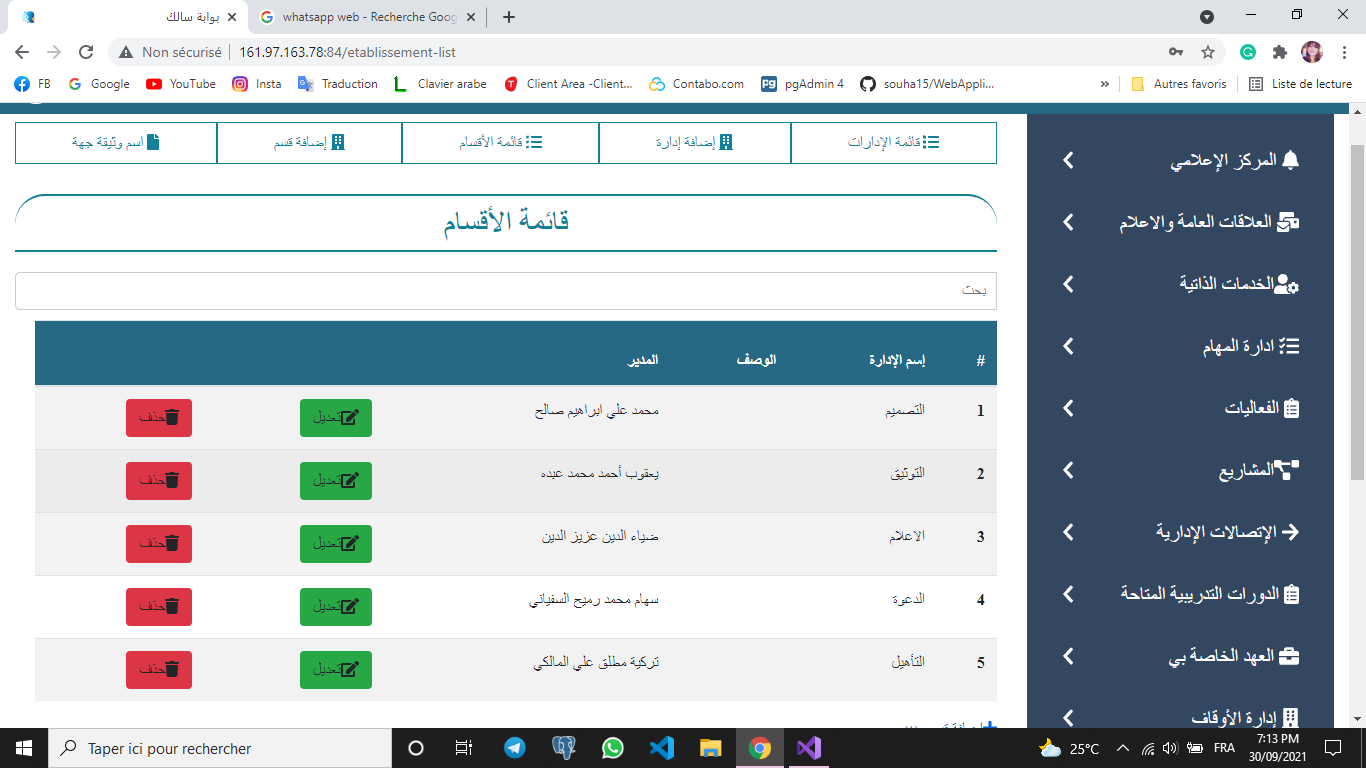 بوابة سالك
whatsapp web - Recherche Goog
Non sécurisé 161.97.163.78:84/etablissement-list
FB Google YouTube Insta Traduction Clavier arabe Client Area -Client... Contabo.com pgAdmin 4 souha15/WebAppli... » Autres favoris Liste de lecture
قائمة الإدارات إضافة إدارة قائمة الأقسام إضافة قسم اسم وثيقة جهة
قائمة الأقسام
بحث
# إسم الإدارة الوصف المدير
1 التصميم محمد علي ابراهيم صالح تعديل حذف
2 التوثيق يعقوب أحمد محمد عبده تعديل حذف
3 الاعلام ضياء الدين عزيز الدين تعديل حذف
4 الدعوة سهام محمد رميح السفياني تعديل حذف
5 التأهيل تركية مطلق علي المالكي تعديل حذف
المركز الإعلامي
العلاقات العامة والاعلام
الخدمات الذاتية
ادارة المهام
الفعاليات
المشاريع
الإتصالات الإدارية
الدورات التدريبية المتاحة
العهد الخاصة بي
إدارة الأوقاف
Taper ici pour rechercher
25°C FRA 7:13 PM
30/09/2021